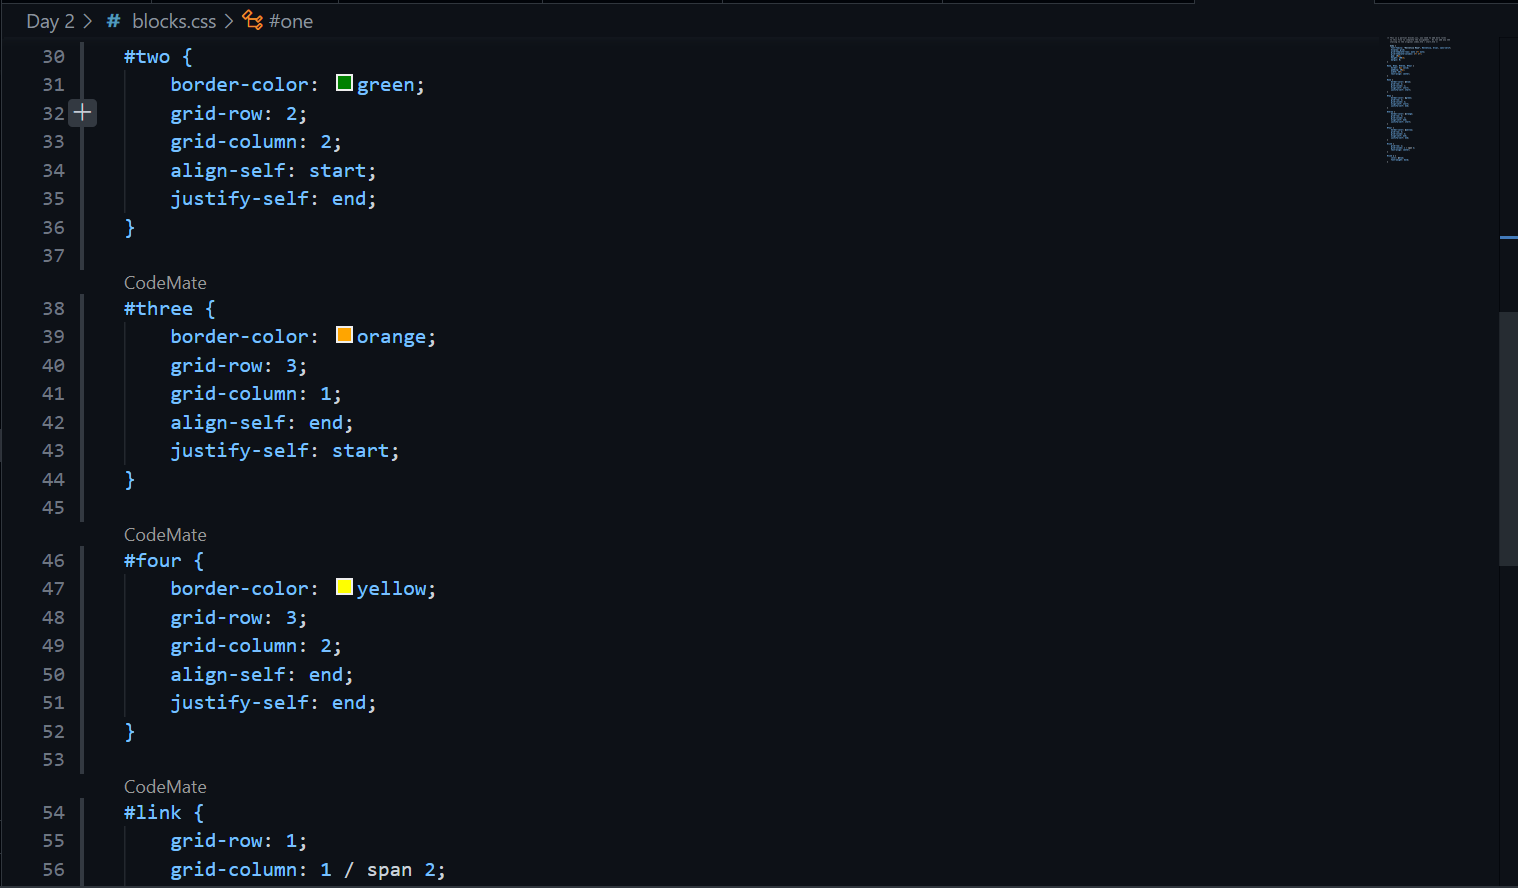 Day 2 > # blocks.css > #one
30 #two {
31     border-color: green;
32     grid-row: 2;
33     grid-column: 2;
34     align-self: start;
35     justify-self: end;
36 }
37
CodeMate
38 #three {
39     border-color: orange;
40     grid-row: 3;
41     grid-column: 1;
42     align-self: end;
43     justify-self: start;
44 }
45
CodeMate
46 #four {
47     border-color: yellow;
48     grid-row: 3;
49     grid-column: 2;
50     align-self: end;
51     justify-self: end;
52 }
53
CodeMate
54 #link {
55     grid-row: 1;
56     grid-column: 1 / span 2;